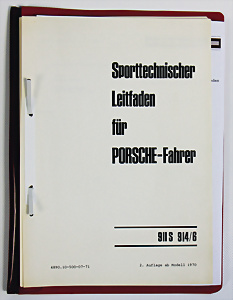 Sporttechnischer
Leitfaden
für
PORSCHE-Fahrer
911 S 914/6
2. Auflage ab Modell 1970